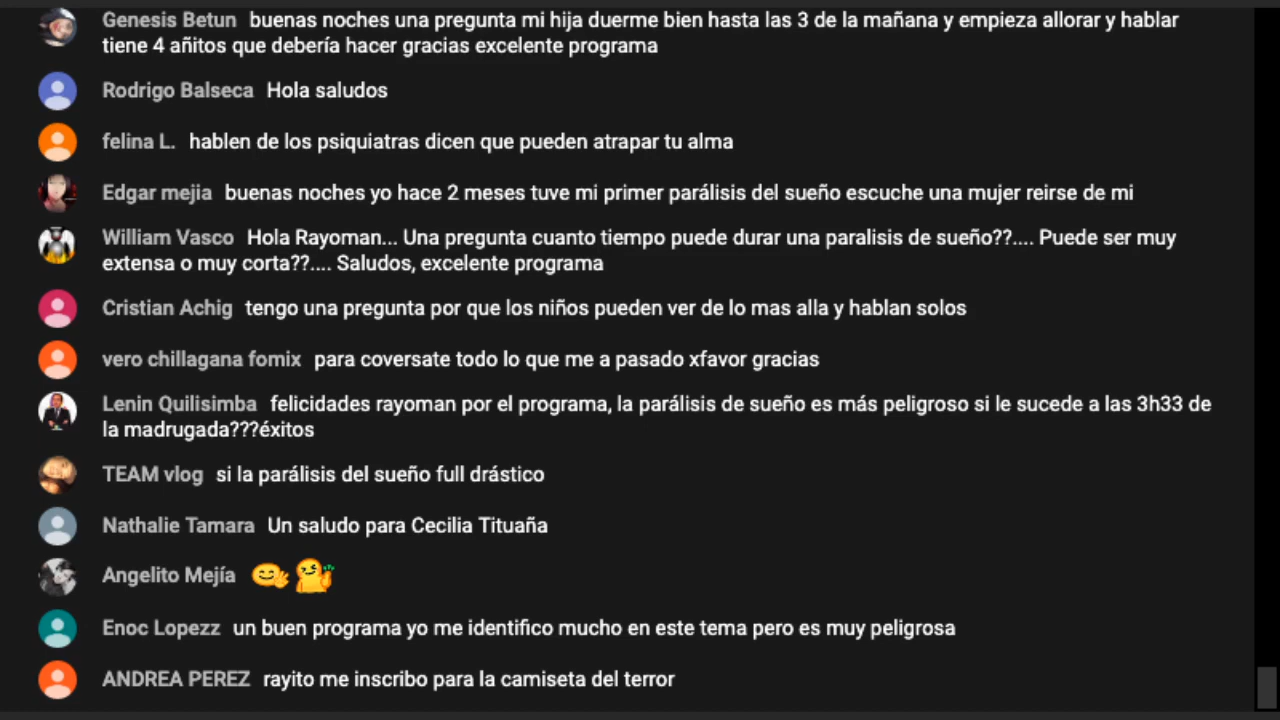 Genesis Betun buenas noches una pregunta mi hija duerme bien hasta las 3 de la mañana y empieza allorar y hablar
tiene 4 añitos que debería hacer gracias excelente programa
Rodrigo Balseca Hola saludos
felina L. hablen de los psiquiatras dicen que pueden atrapar tu alma
Edgar mejia buenas noches yo hace 2 meses tuve mi primer parálisis del sueño escuche una mujer reirse de mi
William Vasco Hola Rayoman... Una pregunta cuanto tiempo puede durar una paralisis de sueño??.... Puede ser muy
extensa o muy corta??.... Saludos, excelente programa
Cristian Achig tengo una pregunta por que los niños pueden ver de lo mas alla y hablan solos
vero chillagana fomix para coversate todo lo que me a pasado xfavor gracias
Lenin Quilisimba felicidades rayoman por el programa, la parálisis de sueño es más peligroso si le sucede a las 3h33 de
la madrugada???éxitos
TEAM vlog si la parálisis del sueño full drástico
Nathalie Tamara Un saludo para Cecilia Tituaña
Angelito Mejía
Enoc Lopezz un buen programa yo me identifico mucho en este tema pero es muy peligrosa
ANDREA PEREZ rayito me inscribo para la camiseta del terror